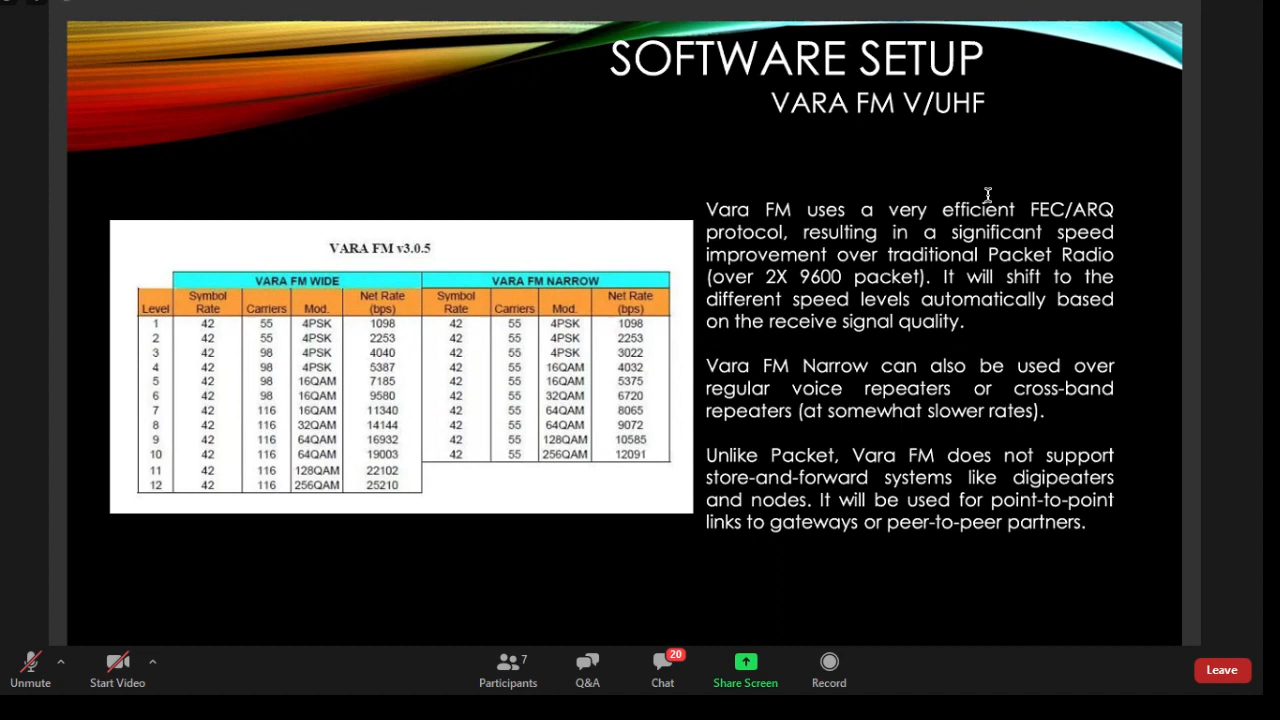 SOFTWARE SETUP
VARA FM V/UHF
VARA FM v3.0.5
VARA FM WIDE VARA FM NARROW
Level Symbol Rate Carriers Mod. Net Rate (bps) Symbol Rate Carriers Mod. Net Rate (bps)
1 42 55 4PSK 1098 42 55 4PSK 1098
2 42 55 4PSK 2253 42 55 4PSK 2253
3 42 98 4PSK 4040 42 55 4PSK 3022
4 42 98 4PSK 5387 42 55 16QAM 4032
5 42 98 16QAM 7185 42 55 16QAM 5375
6 42 98 16QAM 9580 42 55 32QAM 6720
7 42 116 16QAM 11340 42 55 64QAM 8065
8 42 116 32QAM 14144 42 55 64QAM 9072
9 42 116 64QAM 16932 42 55 128QAM 10585
10 42 116 64QAM 19003 42 55 256QAM 12091
11 42 116 128QAM 22102
12 42 116 256QAM 25210
Vara FM uses a very efficient FEC/ARQ
protocol, resulting in a significant speed
improvement over traditional Packet Radio
(over 2X 9600 packet). It will shift to the
different speed levels automatically based
on the receive signal quality.
Vara FM Narrow can also be used over
regular voice repeaters or cross-band
repeaters (at somewhat slower rates).
Unlike Packet, Vara FM does not support
store-and-forward systems like digipeaters
and nodes. It will be used for point-to-point
links to gateways or peer-to-peer partners.
7 20
Unmute Start Video Participants Q&A Chat Share Screen Record Leave